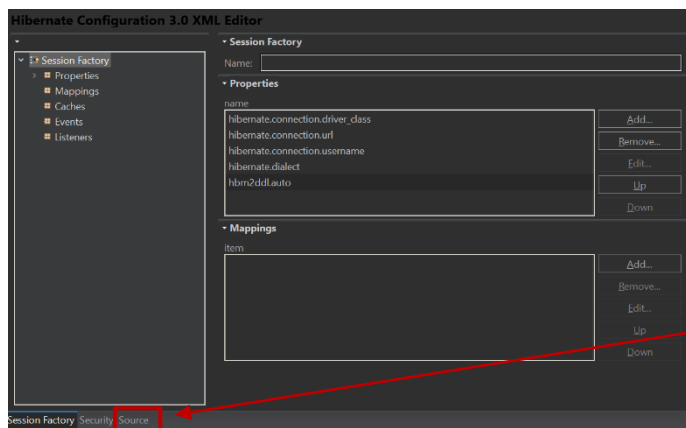 Hibernate Configuration 3.0 XML Editor
Session Factory
Properties
Mappings
Caches
Events
Listeners
Session Factory
Name:
Properties
name
hibernate.connection.driver_class
hibernate.connection.url
hibernate.connection.username
hibernate.dialect
hbm2ddl.auto
Add...
Remove...
Edit...
Up
Down
Mappings
item
Add...
Remove...
Edit...
Up
Down
Session Factory Security Source